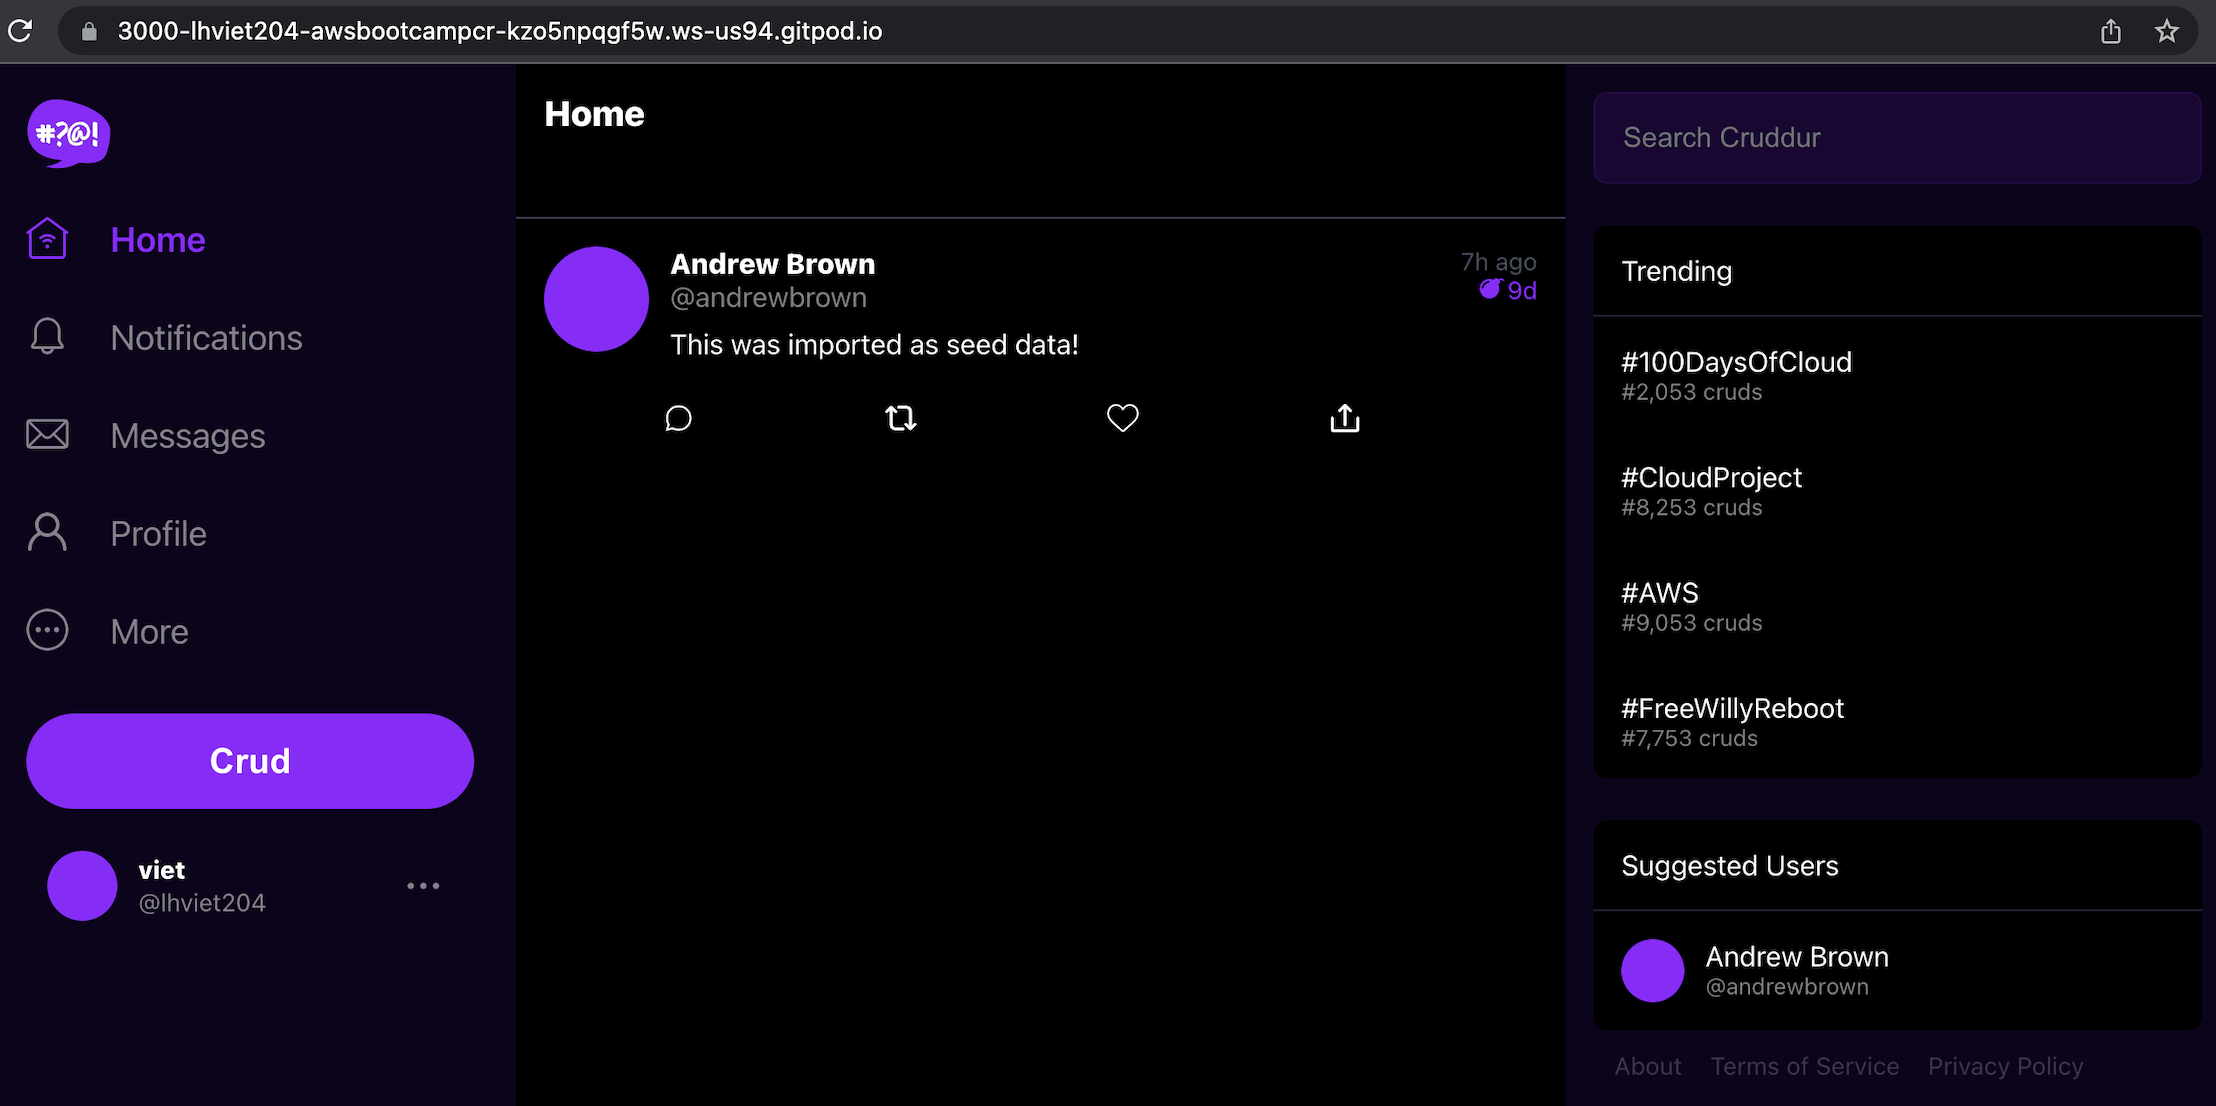 3000-lhviet204-awsbootcampcr-kzo5npqgf5w.ws-us94.gitpod.io
#?@!
Home
Notifications
Messages
Profile
More
Crud
viet
@lhviet204
Home
Andrew Brown
@andrewbrown
7h ago
9d
This was imported as seed data!
Search Cruddur
Trending
#100DaysOfCloud
#2,053 cruds
#CloudProject
#8,253 cruds
#AWS
#9,053 cruds
#FreeWillyReboot
#7,753 cruds
Suggested Users
Andrew Brown
@andrewbrown
About Terms of Service Privacy Policy